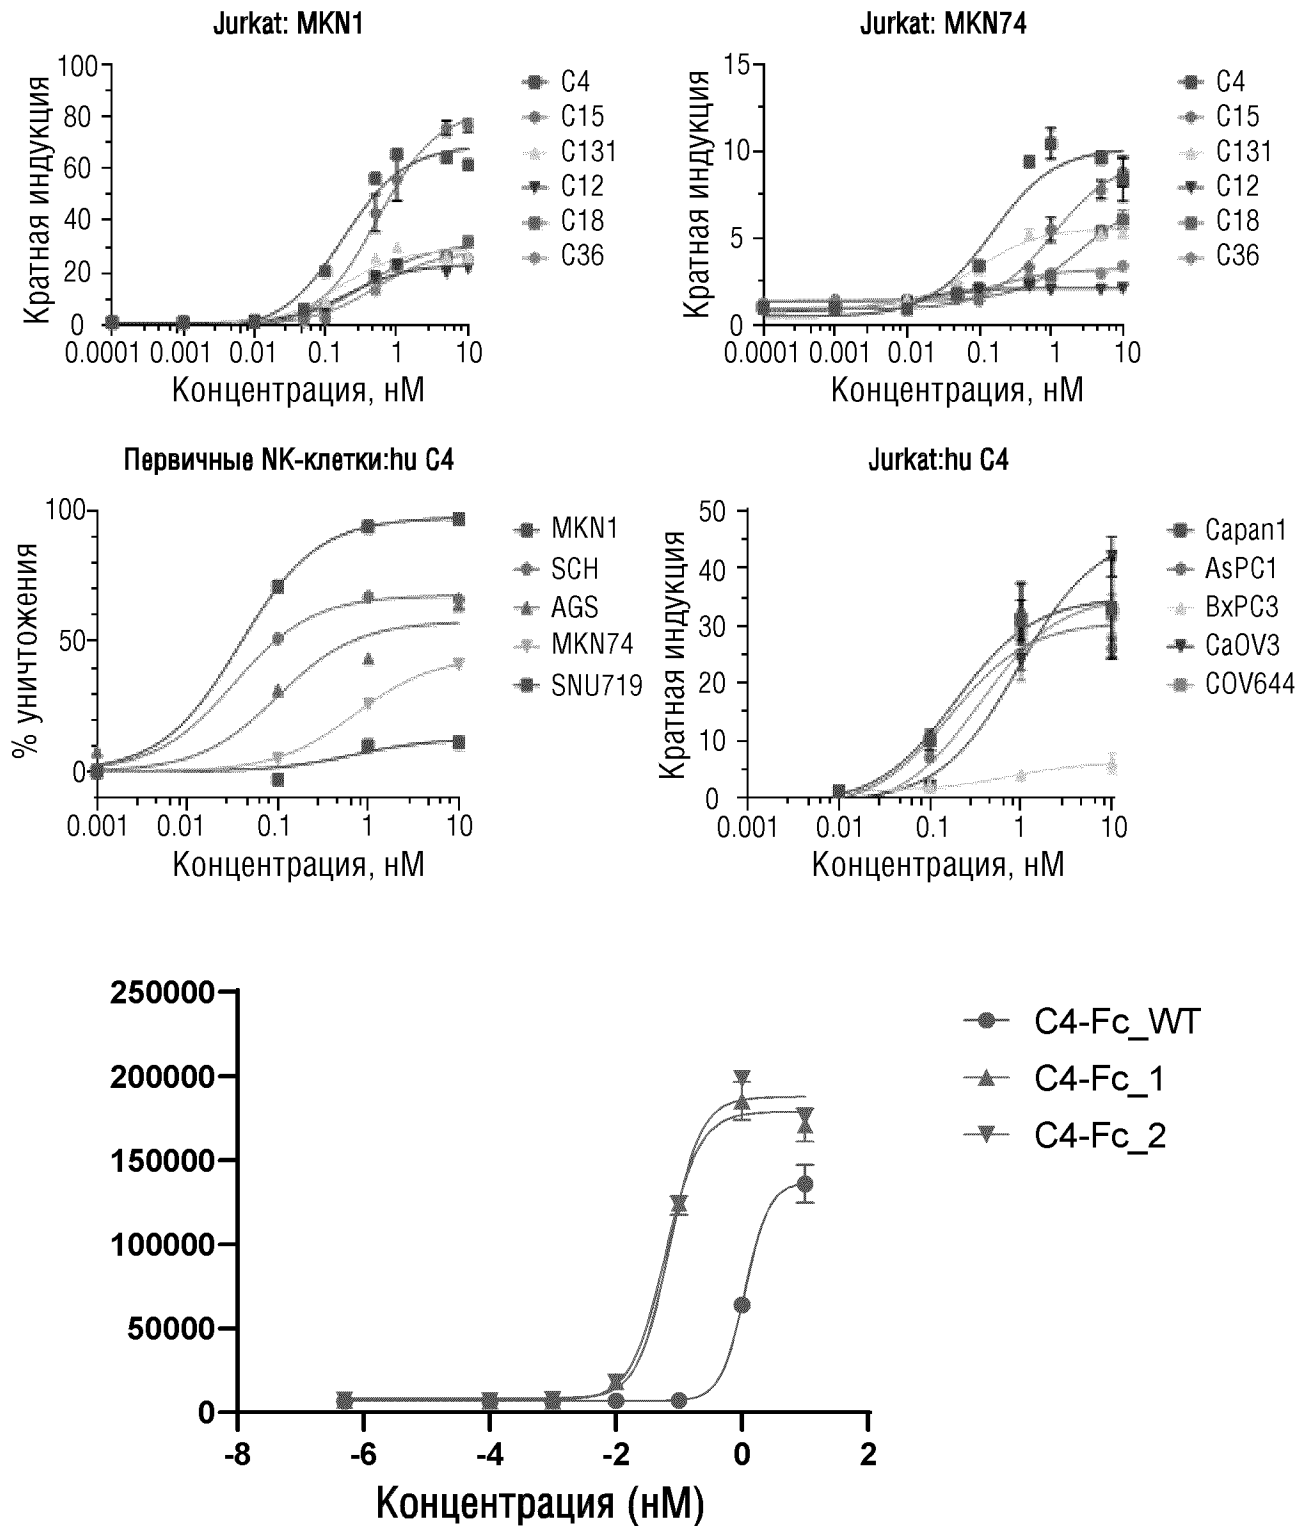 Jurkat: MKN1
Кратная индукция
100
80
60
40
20
0
0.0001 0.001 0.01 0.1 1 10
Концентрация, нМ
C4
C15
C131
C12
C18
C36
Jurkat: MKN74
Кратная индукция
15
10
5
0
0.0001 0.001 0.01 0.1 1 10
Концентрация, нМ
C4
C15
C131
C12
C18
C36
Первичные NK-клетки:hu C4
% уничтожения
100
50
0
0.001 0.01 0.1 1 10
Концентрация, нМ
MKN1
SCH
AGS
MKN74
SNU719
Jurkat:hu C4
Кратная индукция
50
40
30
20
10
0
0.001 0.01 0.1 1 10
Концентрация, нМ
Capan1
AsPC1
BxPC3
CaOV3
COV644
250000
200000
150000
100000
50000
0
-8 -6 -4 -2 0 2
Концентрация (нМ)
C4-Fc_WT
C4-Fc_1
C4-Fc_2